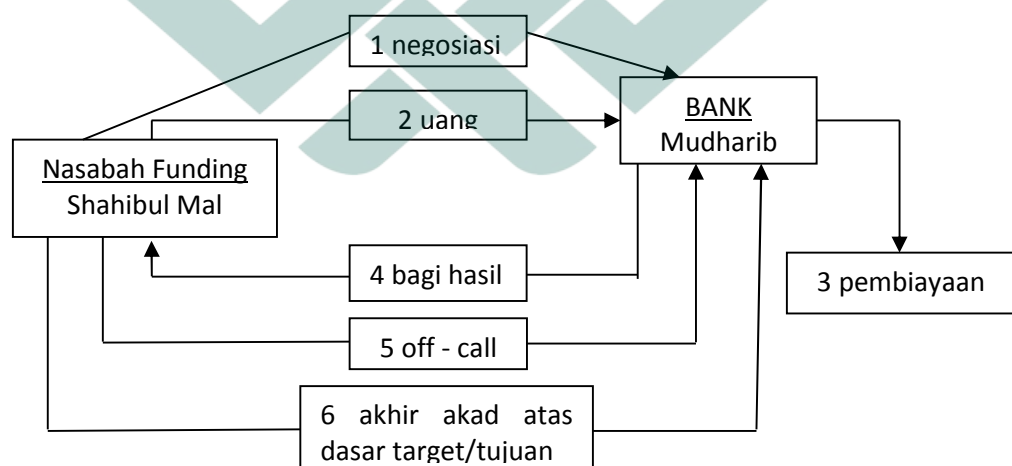 1 negosiasi
2 uang
BANK
Mudharib
Nasabah Funding
Shahibul Mal
4 bagi hasil
3 pembiayaan
5 off - call
6 akhir akad atas
dasar target/tujuan